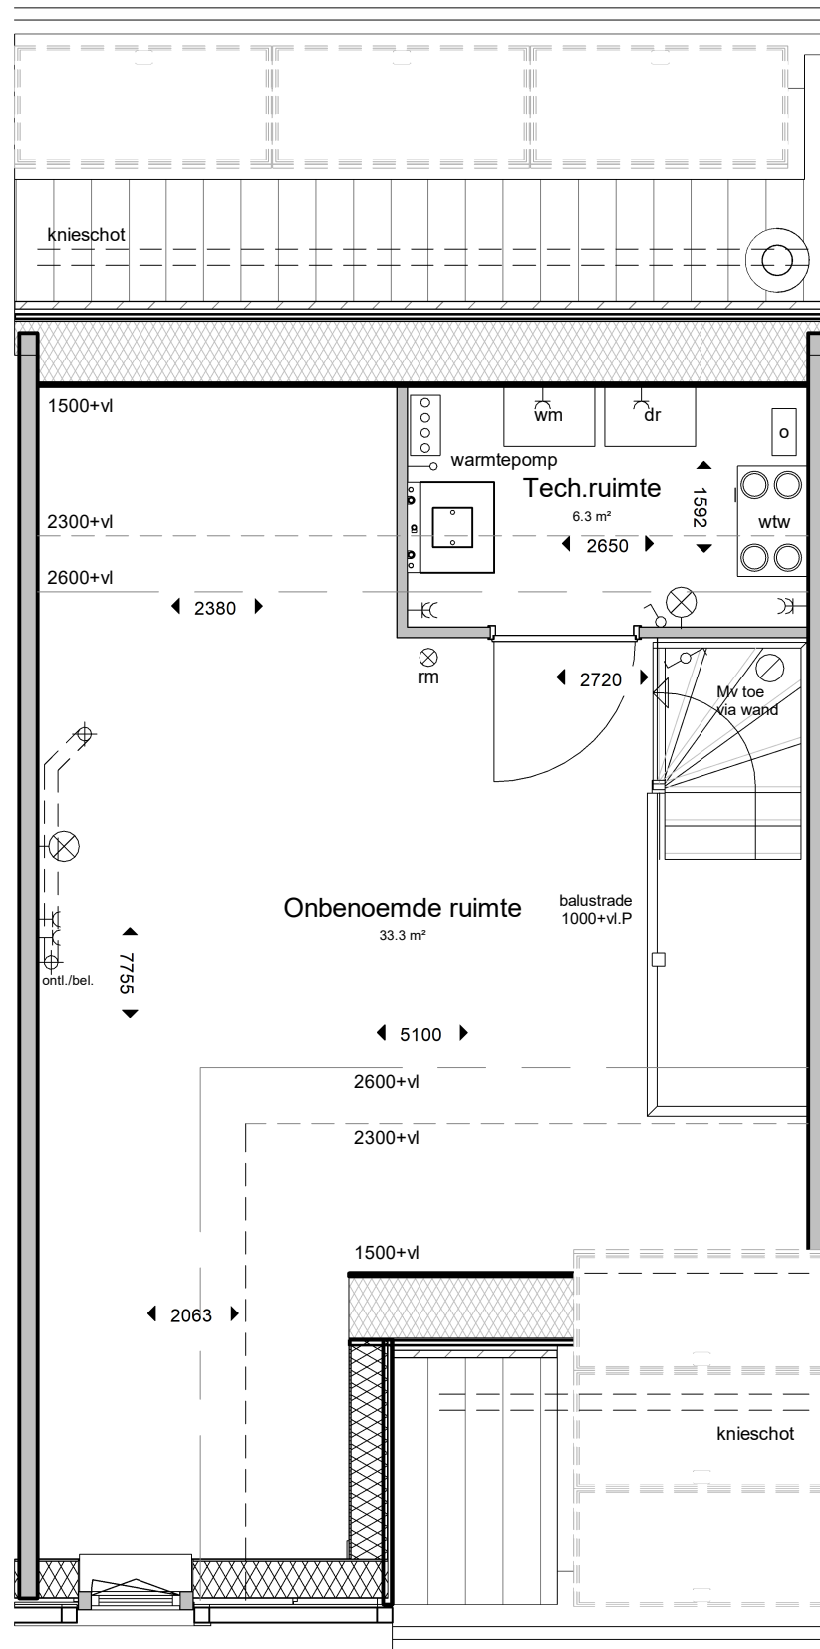 knieschot
1500+vl
wm
dr
o
warmtepomp
Tech.ruimte
6.3 m²
1592
wtw
2300+vl
2650
2600+vl
2380
rm
2720
Mv toe
via wand
Onbenoemde ruimte
33.3 m²
balustrade
1000+vl.P
7755
ontl./bel.
5100
2600+vl
2300+vl
1500+vl
2063
knieschot